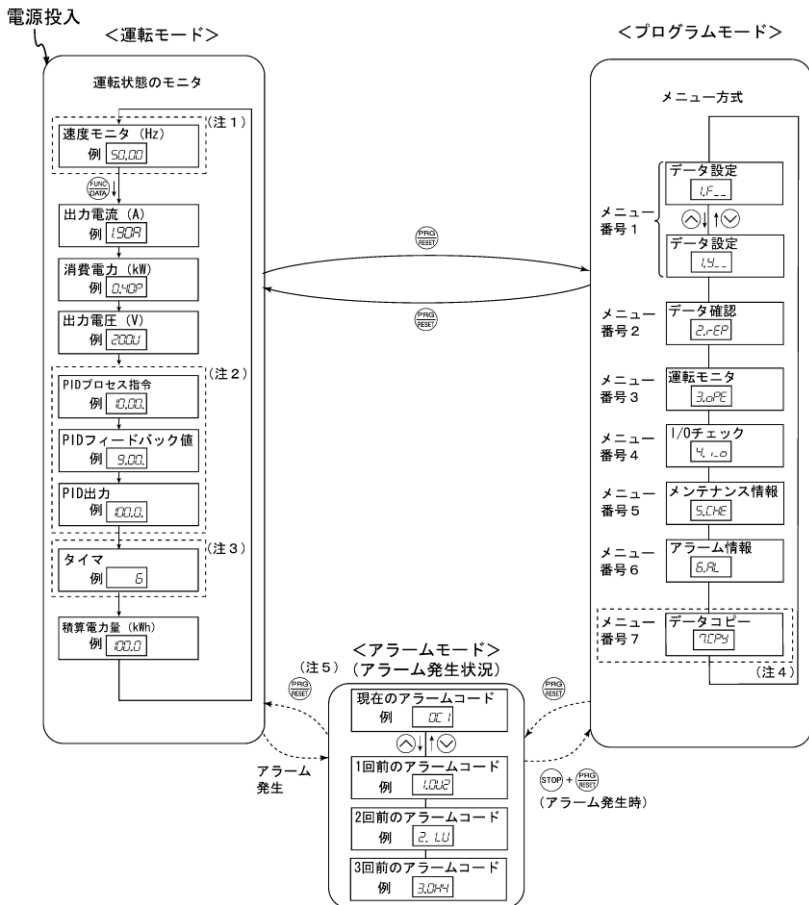 電源投入
＜運転モード＞
運転状態のモニタ
(注１)
速度モニタ (Hz)
例 50.00
FUNC
DATA
出力電流 (A)
例 1.90A
消費電力 (kW)
例 0.40P
出力電圧 (V)
例 200U
(注２)
PIDプロセス指令
例 10.00.
PIDフィードバック値
例 9.00.
PID出力
例 100.0.
(注３)
タイマ
例 6
積算電力量 (kWh)
例 100.0
PRG
RESET
PRG
RESET
＜プログラムモード＞
メニュー方式
メニュー
番号１
データ設定
1.F__
データ設定
1.y__
メニュー
番号２
データ確認
2.rEP
メニュー
番号３
運転モニタ
3.oPE
メニュー
番号４
I/Oチェック
4.i_o
メニュー
番号５
メンテナンス情報
5.CHE
メニュー
番号６
アラーム情報
6.AL
メニュー
番号７
データコピー
7.CPY
(注４)
＜アラームモード＞
(注５)
(アラーム発生状況)
PRG
RESET
PRG
RESET
現在のアラームコード
例 OC1
1回前のアラームコード
例 1.0U2
2回前のアラームコード
例 2. LU
3回前のアラームコード
例 3.0H4
アラーム
発生
STOP + PRG
RESET
(アラーム発生時)